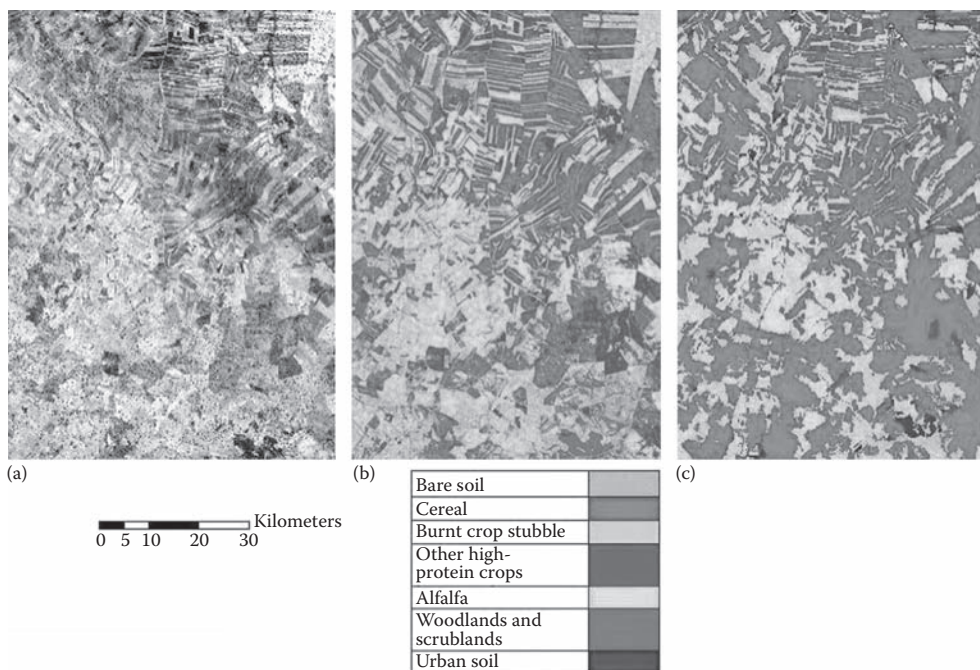 (a)
(b)
(c)
Kilometers
0 5 10 20 30
Bare soil
Cereal
Burnt crop stubble
Other high-
protein crops
Alfalfa
Woodlands and
scrublands
Urban soil